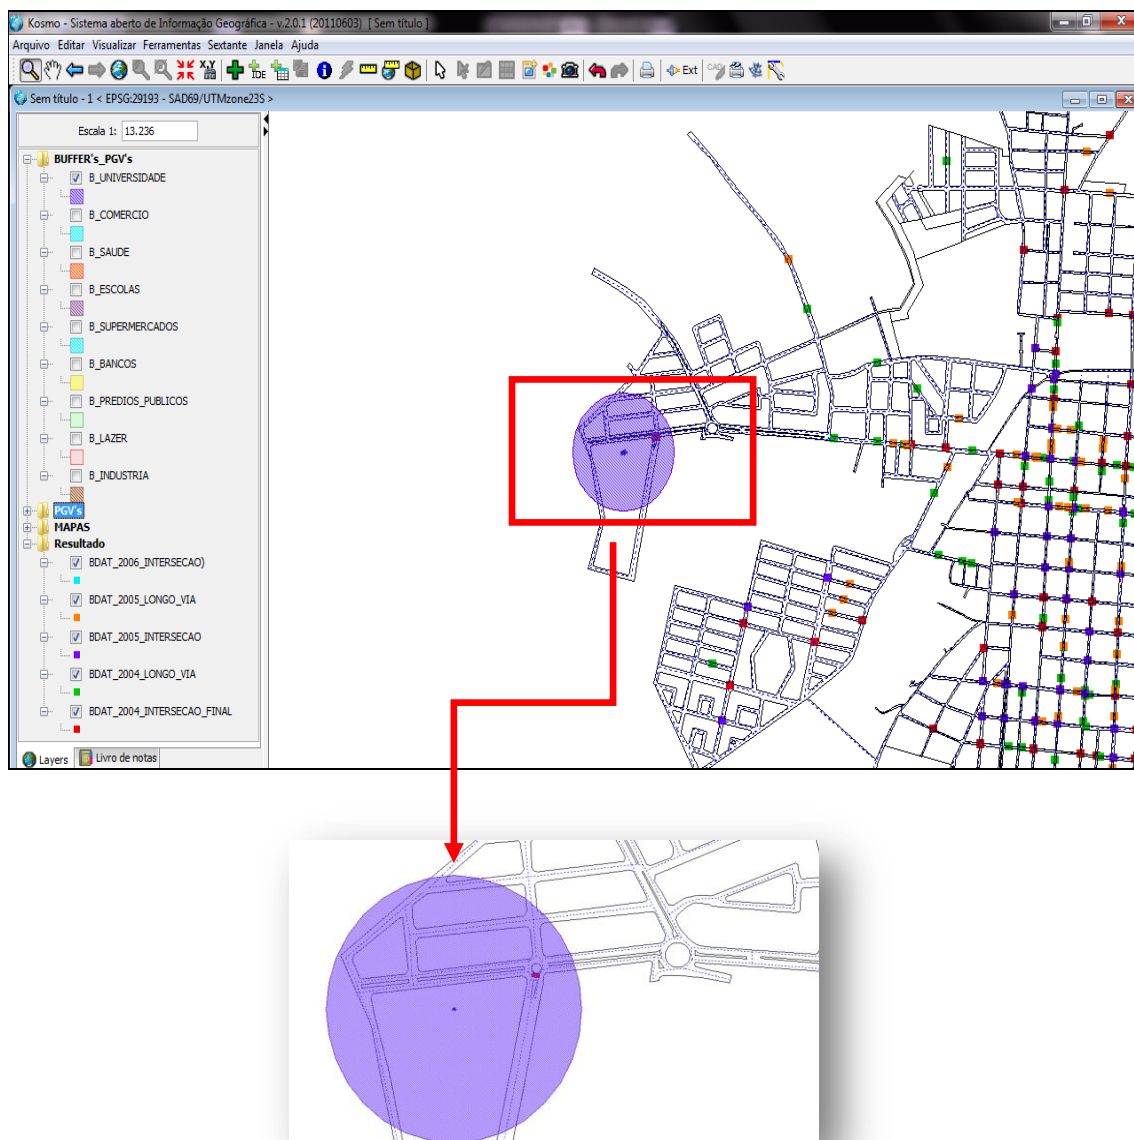 Kosmo - Sistema aberto de Informação Geográfica - v.2.0.1 (20110603) [ Sem título ]
Arquivo Editar Visualizar Ferramentas Sextante Janela Ajuda
X,Y IDE Ext CAD
Sem título - 1 < EPSG:29193 - SAD69/UTMzone23S >
Escala 1: 13.236
BUFFER's_PGV's
B_UNIVERSIDADE
B_COMERCIO
B_SAUDE
B_ESCOLAS
B_SUPERMERCADOS
B_BANCOS
B_PREDIOS_PUBLICOS
B_LAZER
B_INDUSTRIA
PGV's
MAPAS
Resultado
BDAT_2006_INTERSECAO)
BDAT_2005_LONGO_VIA
BDAT_2005_INTERSECAO
BDAT_2004_LONGO_VIA
BDAT_2004_INTERSECAO_FINAL
Layers Livro de notas